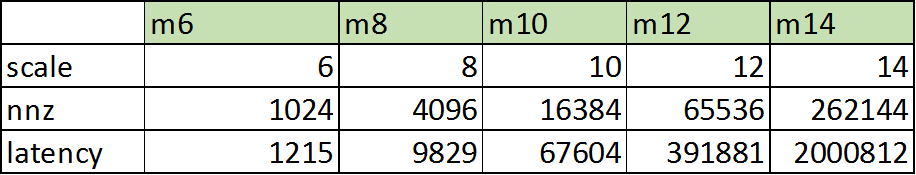 m6 m8 m10 m12 m14
scale 6 8 10 12 14
nnz 1024 4096 16384 65536 262144
latency 1215 9829 67604 391881 2000812